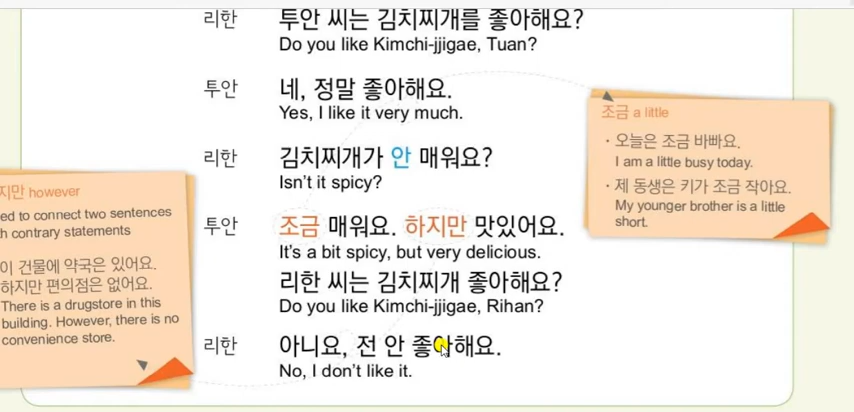 리한 투안 씨는 김치찌개를 좋아해요?
Do you like Kimchi-jjigae, Tuan?
투안 네, 정말 좋아해요.
Yes, I like it very much.
리한 김치찌개가 안 매워요?
Isn't it spicy?
투안 조금 매워요. 하지만 맛있어요.
It's a bit spicy, but very delicious.
리한 씨는 김치찌개 좋아해요?
Do you like Kimchi-jjigae, Rihan?
리한 아니요, 전 안 좋아해요.
No, I don't like it.
조금 a little
· 오늘은 조금 바빠요.
I am a little busy today.
· 제 동생은 키가 조금 작아요.
My younger brother is a little
short.
지만 however
ed to connect two sentences
h contrary statements
이 건물에 약국은 있어요.
하지만 편의점은 없어요.
There is a drugstore in this
building. However, there is no
convenience store.